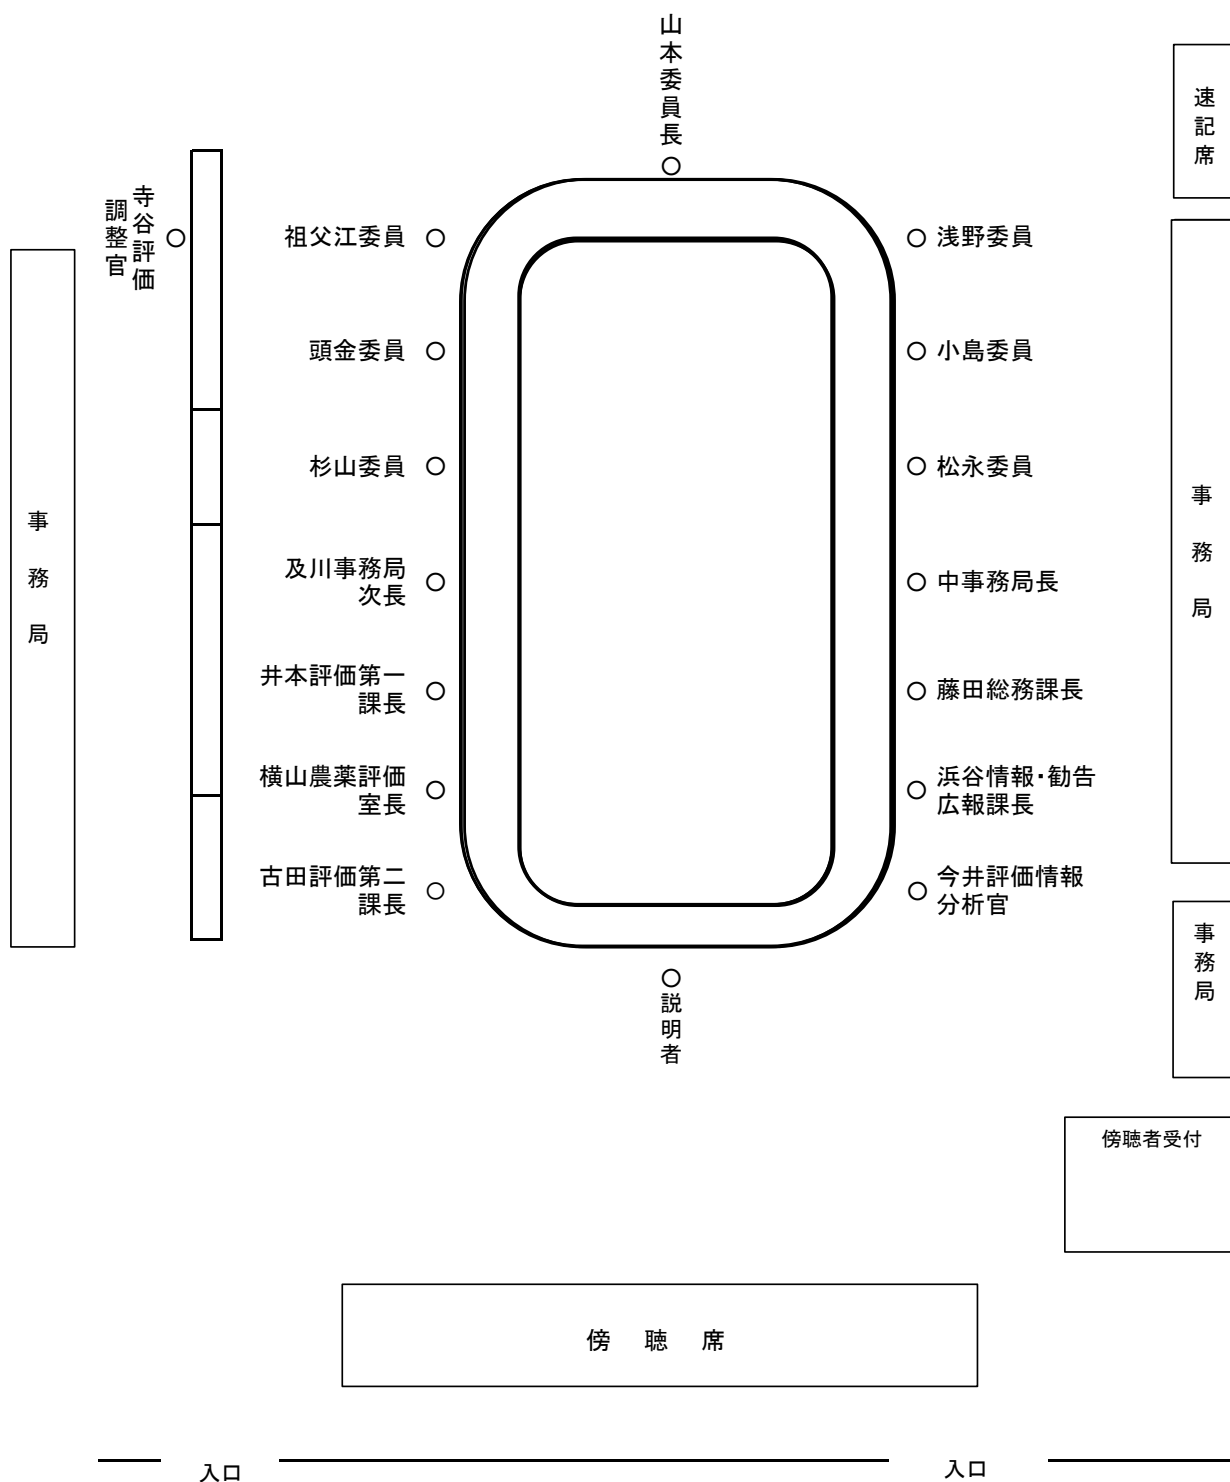 山本委員長
速記席
寺谷評価
調整官
祖父江委員
浅野委員
頭金委員
小島委員
杉山委員
松永委員
事務局
事務局
及川事務局
次長
中事務局長
井本評価第一
課長
藤田総務課長
横山農薬評価
室長
浜谷情報・勧告
広報課長
古田評価第二
課長
今井評価情報
分析官
事務局
説明者
傍聴者受付
傍 聴 席
入口
入口